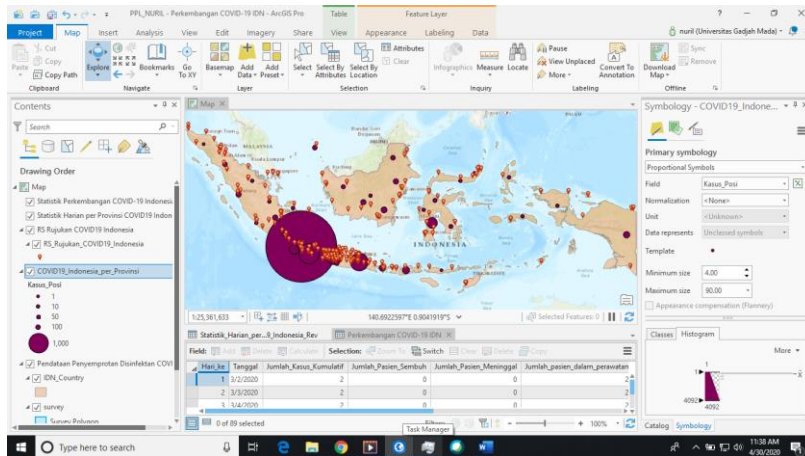 PPL_NURIL - Perkembangan COVID-19 IDN - ArcGIS Pro
Table
Feature Layer
Project Map Insert Analysis View Edit Imagery Share View Appearance Labeling Data
nuril (Universitas Gadjah Mada)
Paste
Cut
Copy
Copy Path
Explore
Bookmarks
Go To XY
Basemap
Add Data
Add Preset
Select
Select By Attributes
Select By Location
Attributes
Clear
Infographics
Measure
Locate
Pause
View Unplaced
More
Convert To Annotation
Download Map
Sync
Remove
Clipboard
Navigate
Layer
Selection
Inquiry
Labeling
Offline
Contents
Search
Drawing Order
Map
Statistik Perkembangan COVID-19 Indonesi
Statistik Harian per Provinsi COVID19 Indon
RS Rujukan COVID19 Indonesia
RS_Rujukan_COVID19_Indonesia
COVID19_Indonesia_per_Provinsi
Kasus_Posi
1
10
50
100
1,000
Pendataan Penyemprotan Disinfektan COVI
IDN_Country
survey
Survey Polygon
Map
MALAYSIA
Kuala Lumpur
Bandar Seri Begawan
INDONESIA
1:25,361,633
140.6922597°E 0.9041919°S
Selected Features: 0
Statistik_Harian_per...9_Indonesia_Rev
Perkembangan COVID-19 IDN
Field: Add Delete Calculate Selection: Zoom To Switch Clear Delete Copy
Hari_ke Tanggal Jumlah_Kasus_Kumulatif Jumlah_Pasien_Sembuh Jumlah_Pasien_Meninggal Jumlah_pasien_dalam_perawatan
1 3/2/2020 2 0 0 2
2 3/3/2020 2 0 0 2
3 3/4/2020 2 0 0 2
0 of 89 selected
Filters:
100%
Task Manager
Symbology - COVID19_Indone...
Primary symbology
Proportional Symbols
Field Kasus_Posi
Normalization <None>
Unit <Unknown>
Data represents Unclassed symbols
Template
Minimum size 4.00
Maximum size 90.00
Appearance compensation (Flannery)
Classes Histogram
More
1
1
4092
4092
Catalog Symbology
Type here to search
11:38 AM
4/30/2020